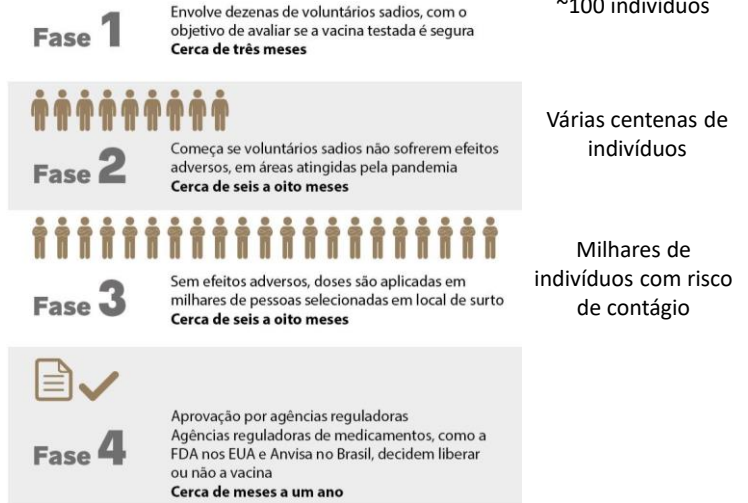 ~100 indivíduos
Fase 1
Envolve dezenas de voluntários sadios, com o
objetivo de avaliar se a vacina testada é segura
Cerca de três meses
Fase 2
Começa se voluntários sadios não sofrerem efeitos
adversos, em áreas atingidas pela pandemia
Cerca de seis a oito meses
Várias centenas de
indivíduos
Fase 3
Sem efeitos adversos, doses são aplicadas em
milhares de pessoas selecionadas em local de surto
Cerca de seis a oito meses
Milhares de
indivíduos com risco
de contágio
Fase 4
Aprovação por agências reguladoras
Agências reguladoras de medicamentos, como a
FDA nos EUA e Anvisa no Brasil, decidem liberar
ou não a vacina
Cerca de meses a um ano